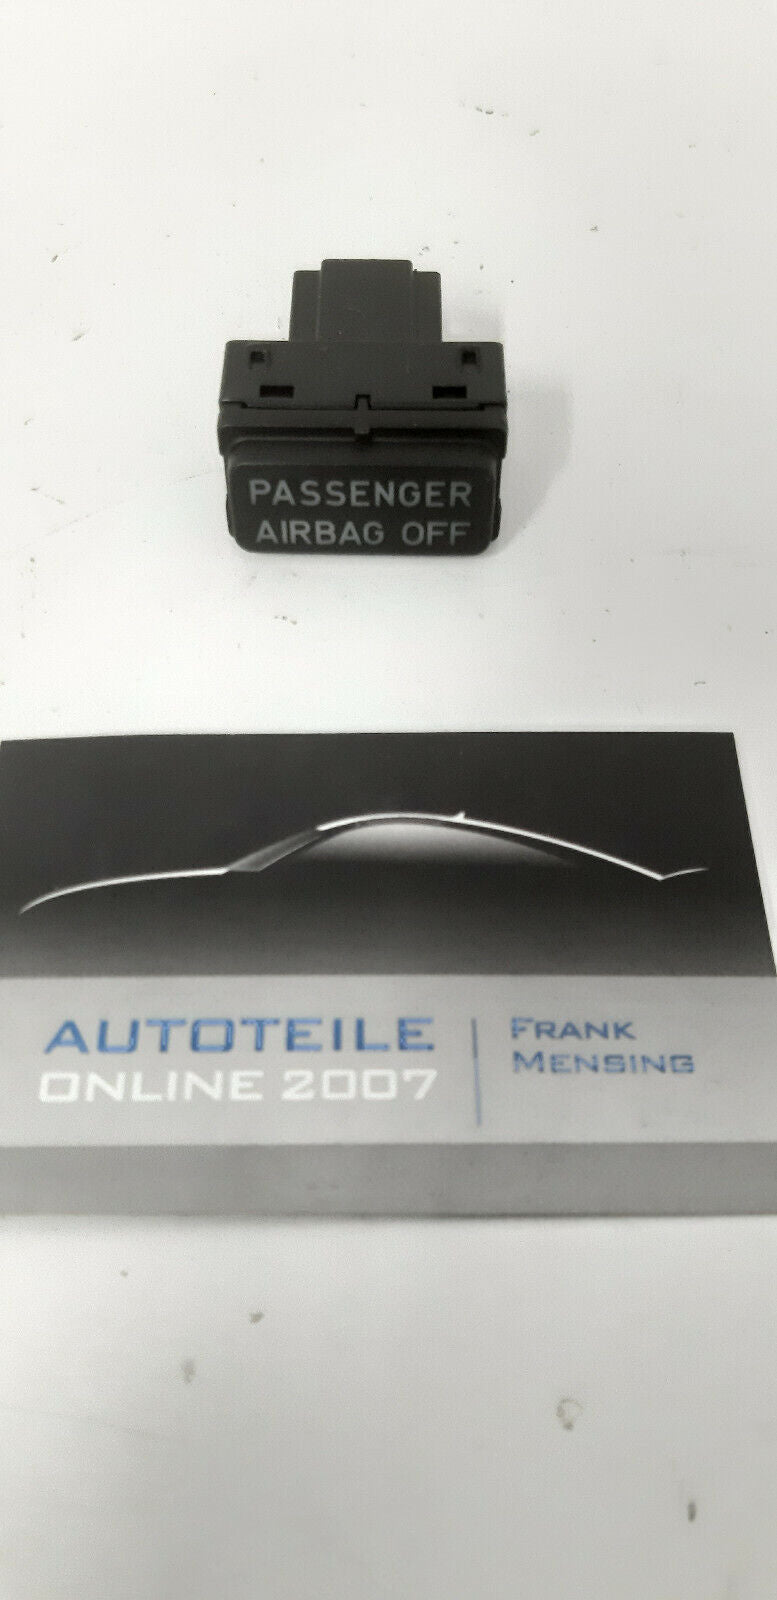 PASSENGER
AIRBAG OFF
AUTOTEILE
ONLINE 2007
FRANK
MENSING